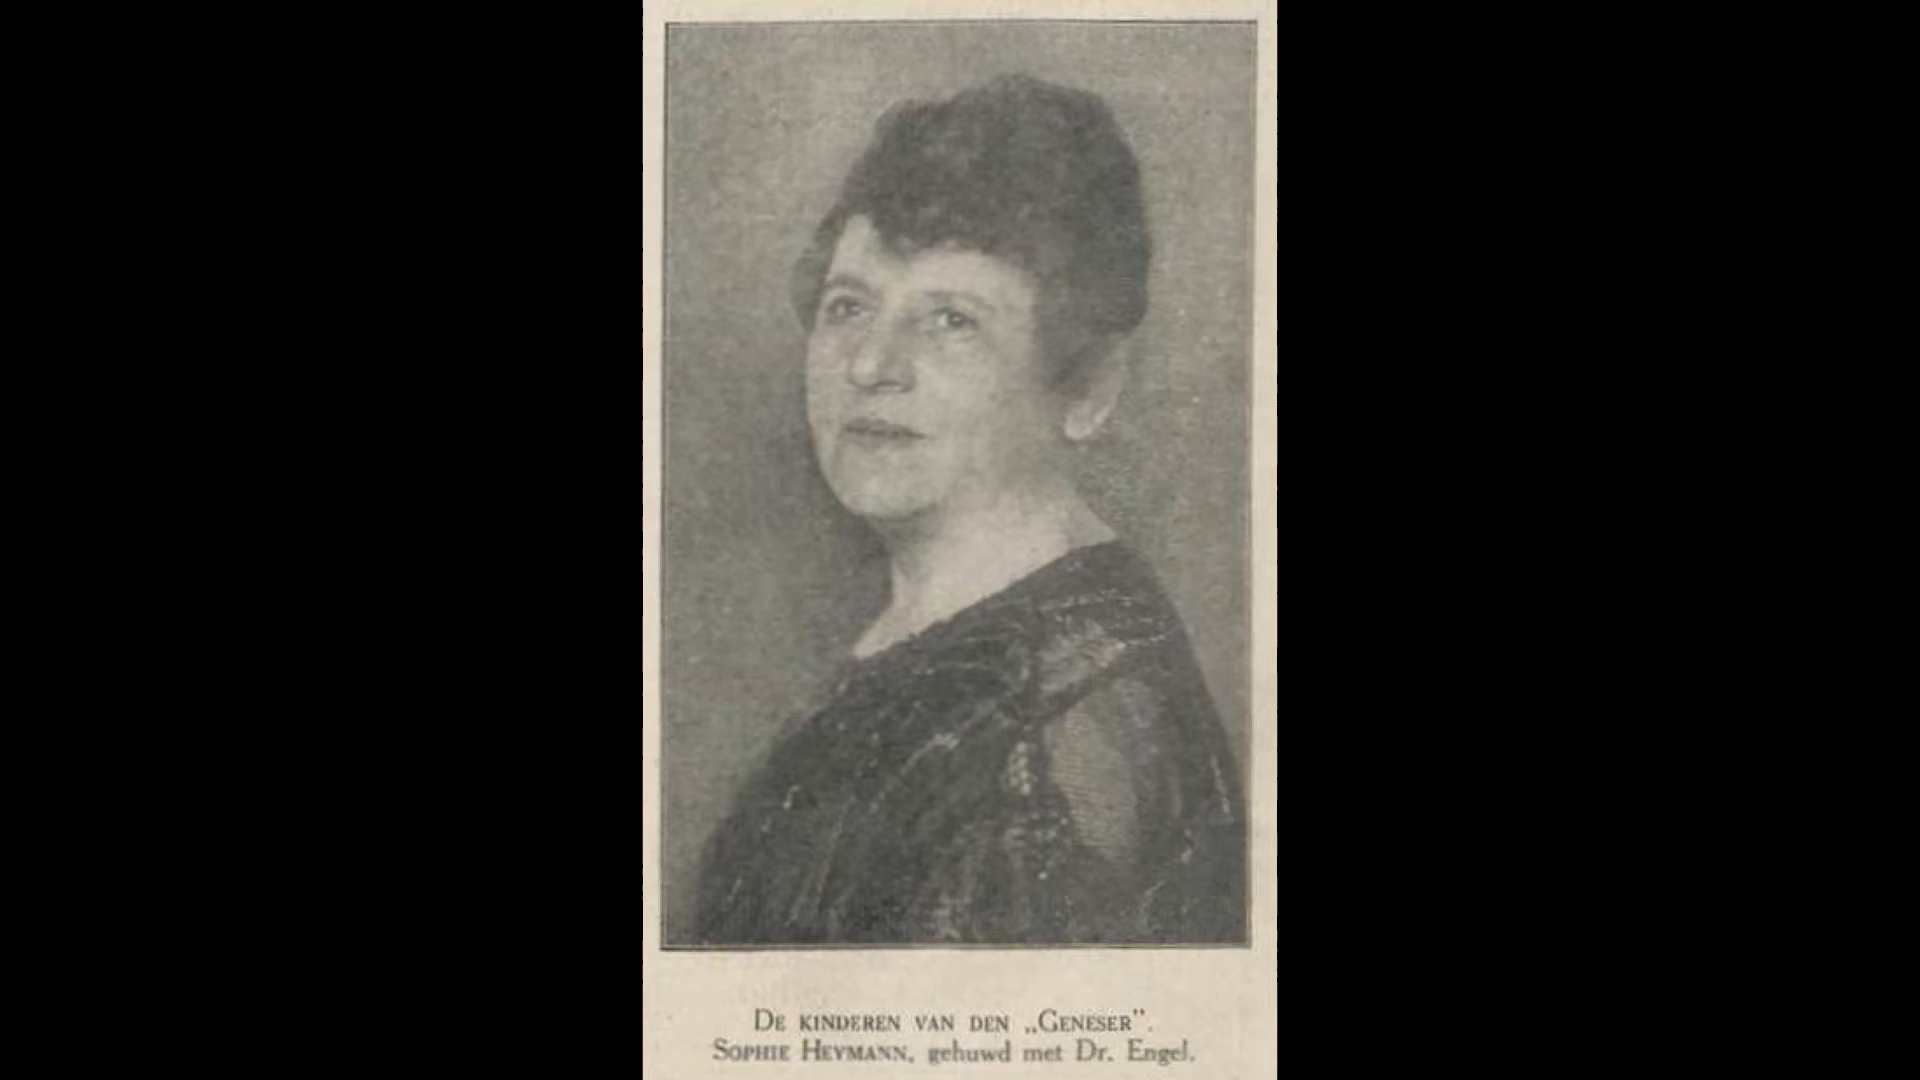 De kinderen van den „Geneser”.
Sophie Heymann, gehuwd met Dr. Engel.